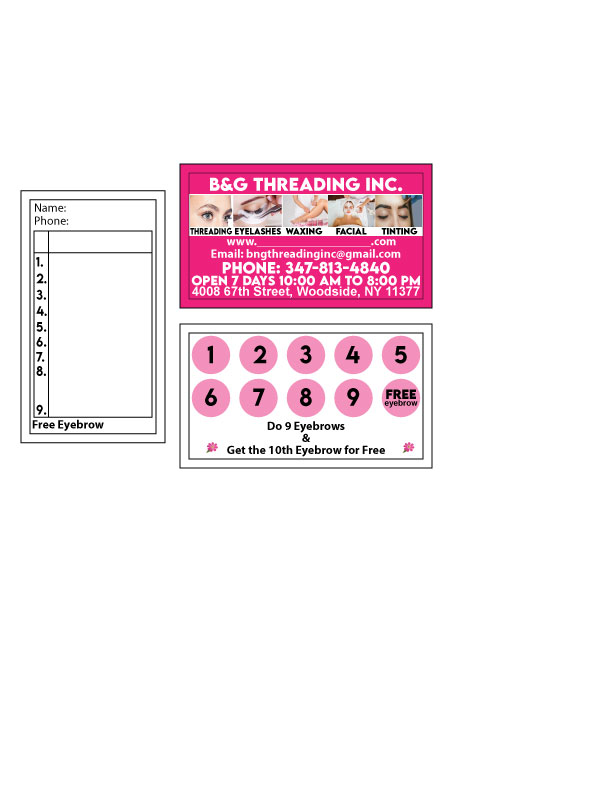 Name:
Phone:
1.
2.
3.
4.
5.
6.
7.
8.
9.
Free Eyebrow
B&G THREADING INC.
THREADING EYELASHES WAXING FACIAL TINTING
www.____________________.com
Email: bngthreadinginc@gmail.com
PHONE: 347-813-4840
OPEN 7 DAYS 10:00 AM TO 8:00 PM
4008 67th Street, Woodside, NY 11377
1 2 3 4 5
6 7 8 9 FREE
eyebrow
Do 9 Eyebrows
&
Get the 10th Eyebrow for Free